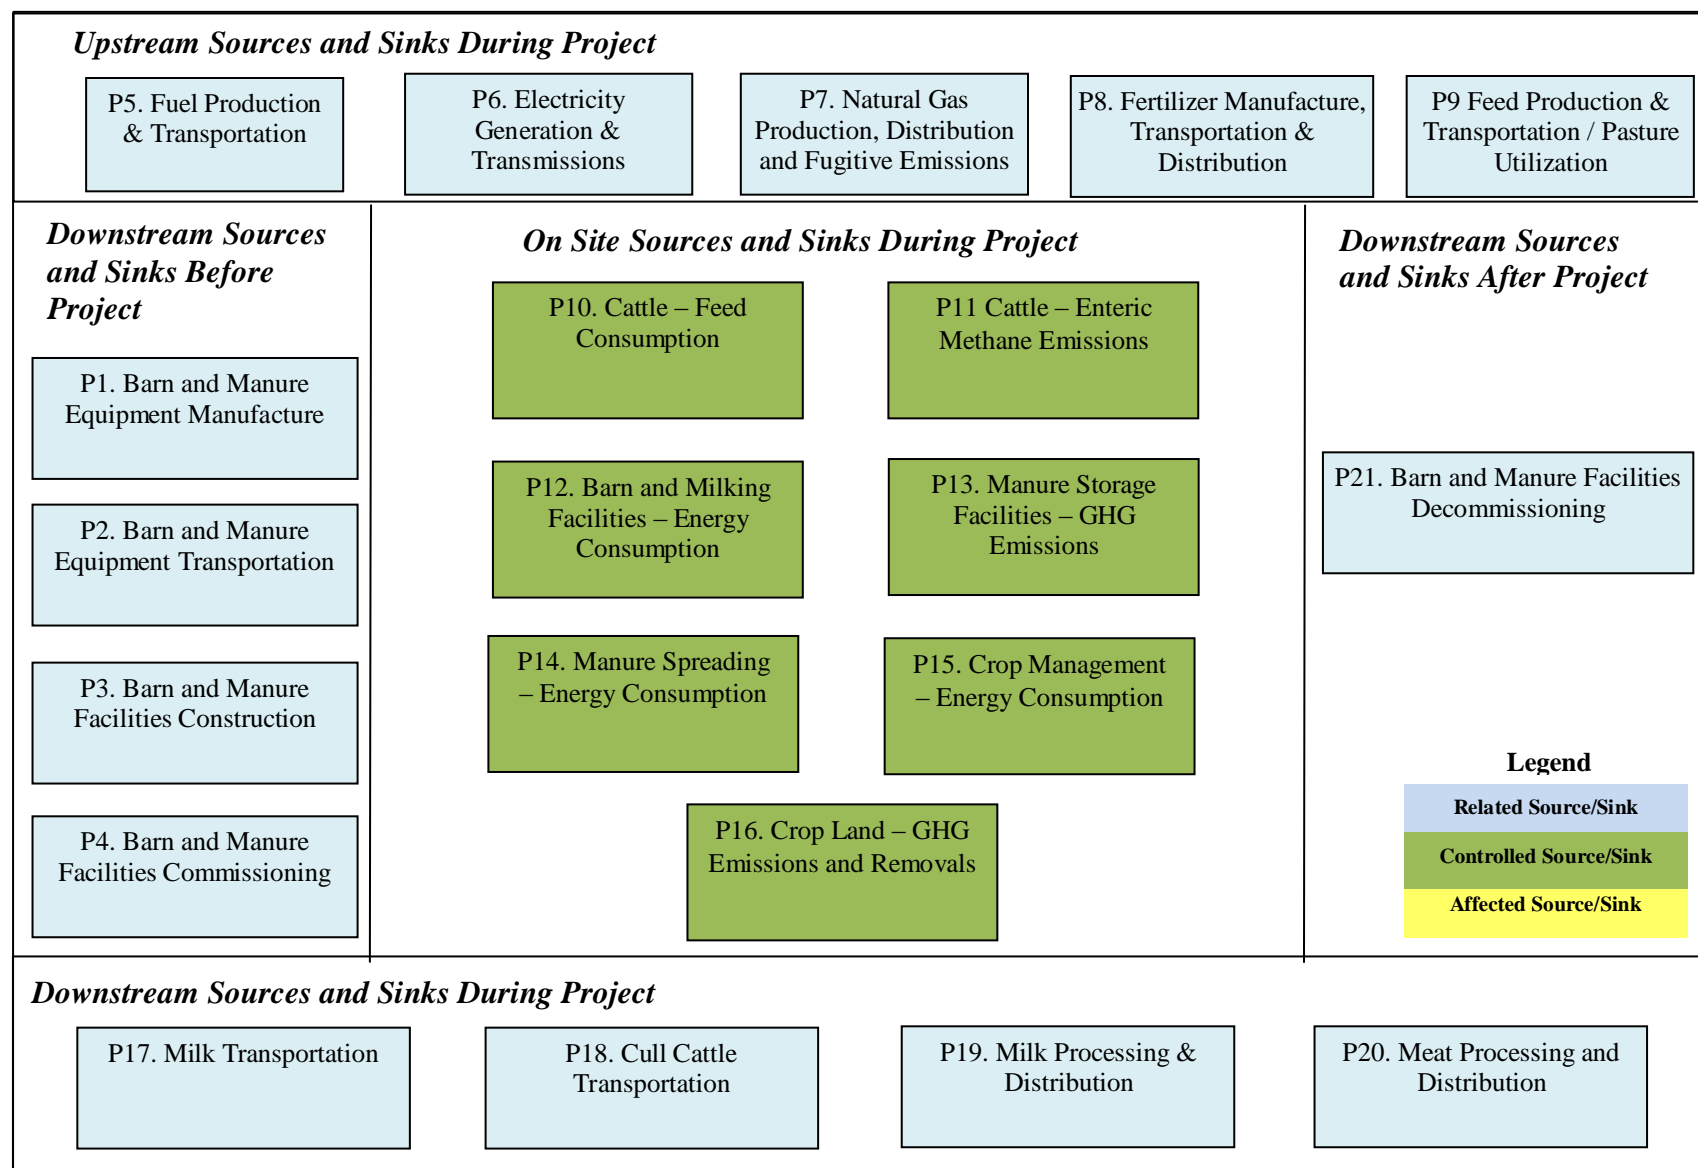 Upstream Sources and Sinks During Project
P5. Fuel Production
& Transportation
P6. Electricity
Generation &
Transmissions
P7. Natural Gas
Production, Distribution
and Fugitive Emissions
P8. Fertilizer Manufacture,
Transportation &
Distribution
P9 Feed Production &
Transportation / Pasture
Utilization
Downstream Sources
and Sinks Before
Project
P1. Barn and Manure
Equipment Manufacture
P2. Barn and Manure
Equipment Transportation
P3. Barn and Manure
Facilities Construction
P4. Barn and Manure
Facilities Commissioning
On Site Sources and Sinks During Project
P10. Cattle – Feed
Consumption
P11 Cattle – Enteric
Methane Emissions
P12. Barn and Milking
Facilities – Energy
Consumption
P13. Manure Storage
Facilities – GHG
Emissions
P14. Manure Spreading
– Energy Consumption
P15. Crop Management
– Energy Consumption
P16. Crop Land – GHG
Emissions and Removals
Downstream Sources
and Sinks After Project
P21. Barn and Manure Facilities
Decommissioning
Legend
Related Source/Sink
Controlled Source/Sink
Affected Source/Sink
Downstream Sources and Sinks During Project
P17. Milk Transportation
P18. Cull Cattle
Transportation
P19. Milk Processing &
Distribution
P20. Meat Processing and
Distribution